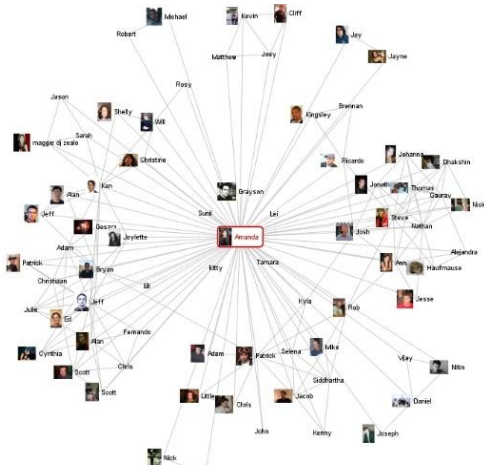 Michael
Kevin
Cliff
Robert
Jay
Matthew
Joey
Jayne
Rosy
Jason
Shelly
Will
Kingsley
Brennan
Sarah
maggie dj zealo
Christine
Ricardo
Johanna
Dhakshin
Ken
Alan
Grayson
Jonath
Thomas
Gaurav
Nick
Jeff
Besam
Sunil
Lei
Steve
Nathan
Joylette
Amanda
Josh
Adam
Alejandra
Patrick
Bryan
Kitty
Tamara
Ann
Haufmause
Christiaan
Eli
Jeff
Kyla
Rob
Jesse
Julie
Ed
Fernando
Alan
Cynthia
Adam
Patrick
Selena
Mike
Vijay
Nitin
Scott
Chris
Siddhartha
Scott
Little
Chris
Jacob
Daniel
John
Kenny
Joseph
Nick